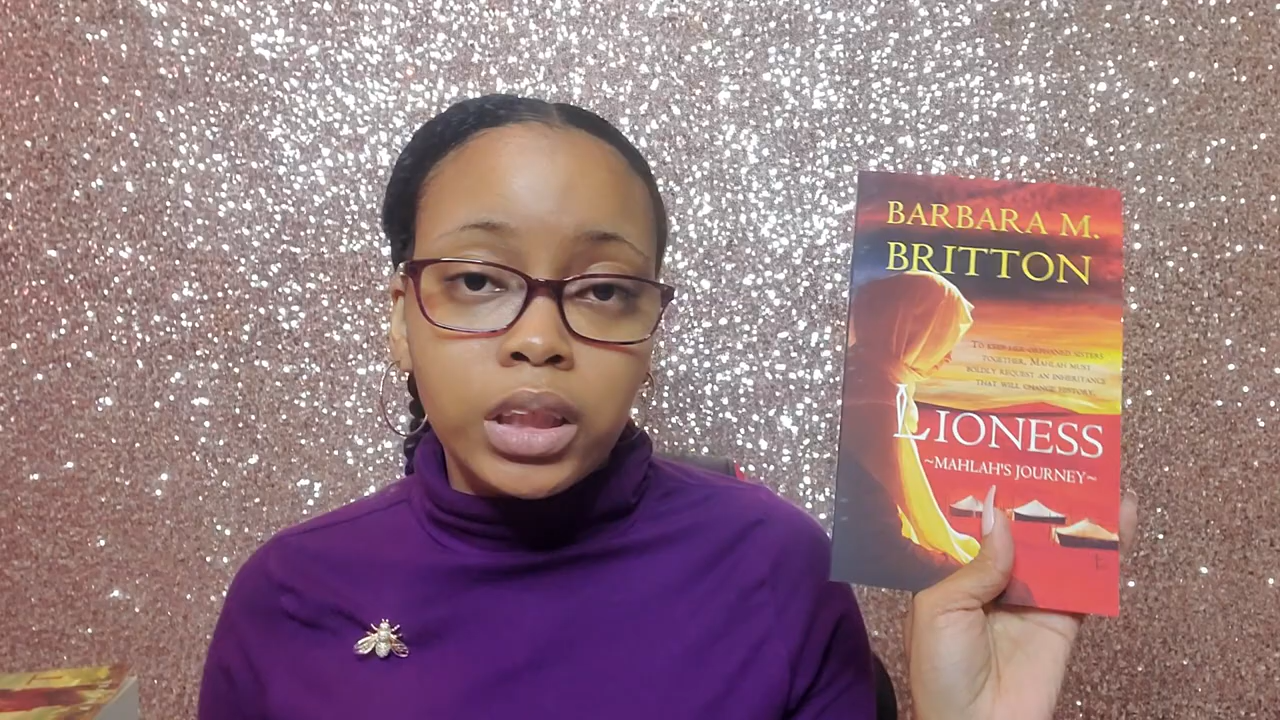 BARBARA M.
BRITTON
TO KEEP HER ORPHANED SISTERS
TOGETHER, MAHLAH MUST
BOLDLY REQUEST AN INHERITANCE
THAT WILL CHANGE HISTORY.
LIONESS
~MAHLAH'S JOURNEY~